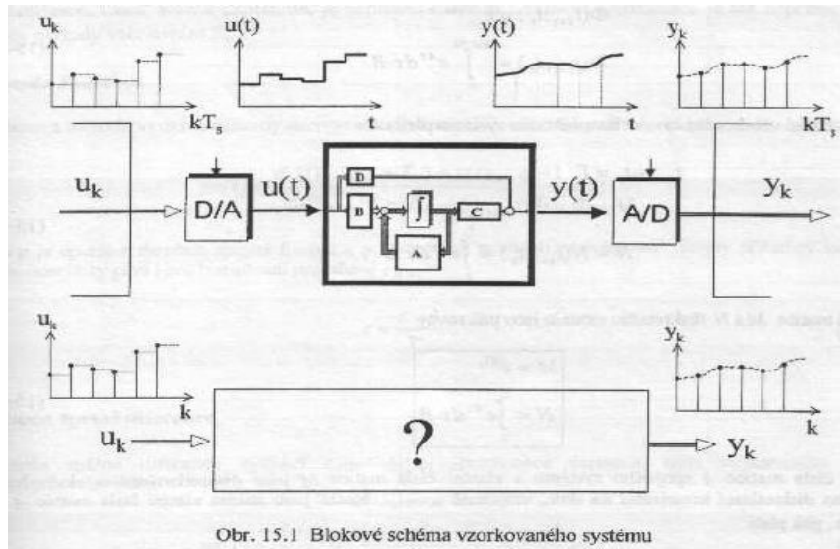 u_k u(t) y(t) y_k
kT_s t t kT_s
u_k D/A u(t) D B ∫ C A y(t) A/D y_k
u_k y_k
k k
u_k ? y_k
Obr. 15.1 Blokové schéma vzorkovaného systému